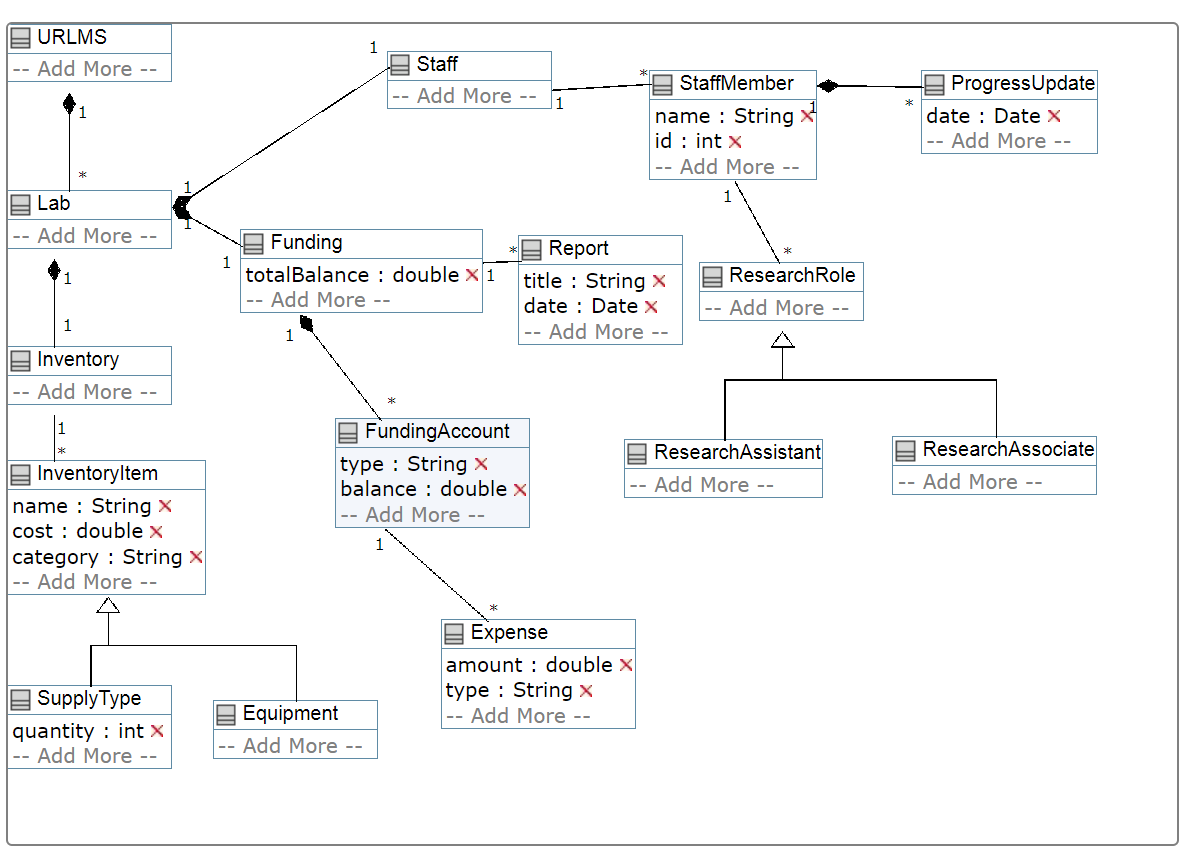 URLMS
-- Add More --
1
*
Lab
-- Add More --
1
1
1
1
Staff
-- Add More --
1
*
StaffMember
name : String
id : int
-- Add More --
1
*
ProgressUpdate
date : Date
-- Add More --
1
Funding
totalBalance : double
-- Add More --
1
*
Report
title : String
date : Date
-- Add More --
1
*
ResearchRole
-- Add More --
ResearchAssistant
-- Add More --
ResearchAssociate
-- Add More --
1
Inventory
-- Add More --
1
*
InventoryItem
name : String
cost : double
category : String
-- Add More --
1
*
FundingAccount
type : String
balance : double
-- Add More --
1
*
Expense
amount : double
type : String
-- Add More --
SupplyType
quantity : int
-- Add More --
Equipment
-- Add More --